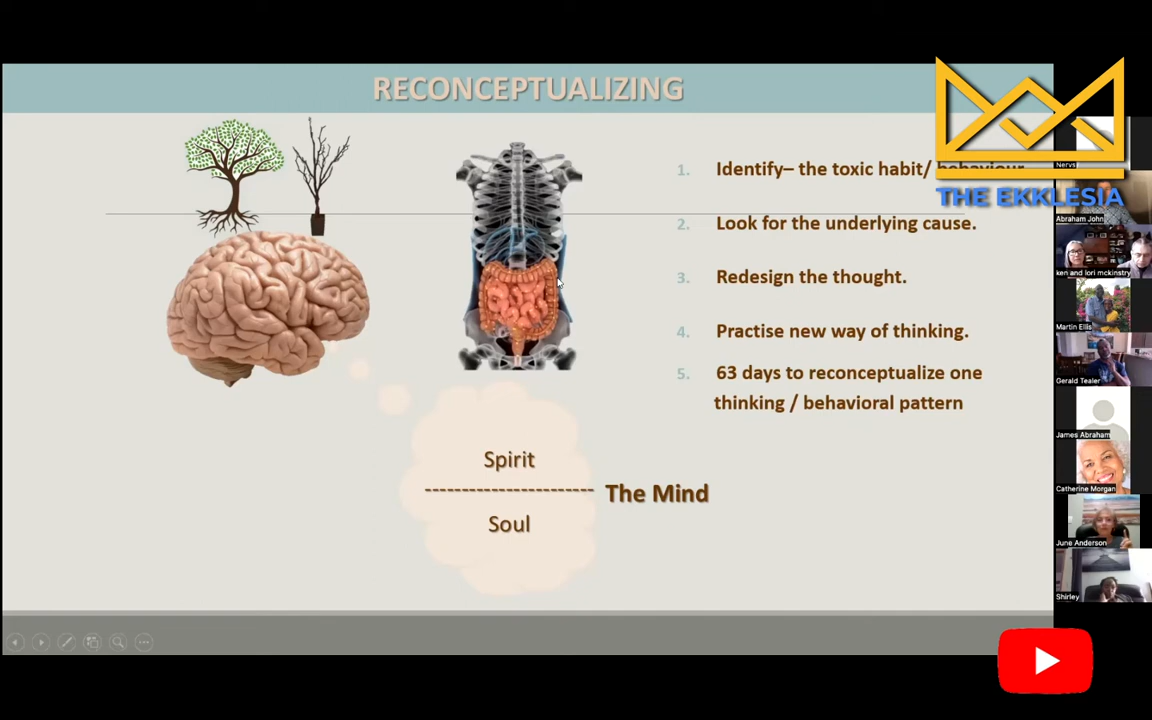 RECONCEPTUALIZING
THE EKKLESIA
1. Identify– the toxic habit/ behaviour
2. Look for the underlying cause.
3. Redesign the thought.
4. Practise new way of thinking.
5. 63 days to reconceptualize one
thinking / behavioral pattern
Spirit
-----------------------
The Mind
Soul
Nervs
Abraham John
ken and lori mckinstry
Martin Ellis
Gerald Tealer
James Abraham
Catherine Morgan
June Anderson
Shirley